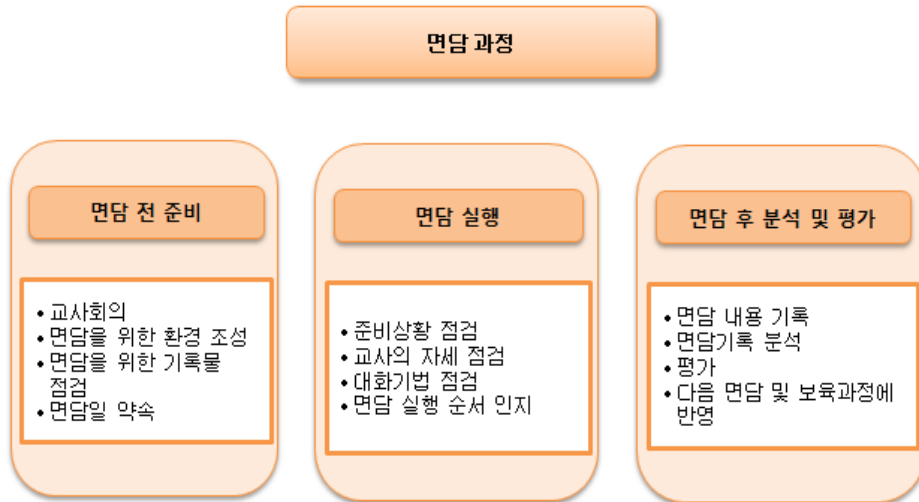 면담 과정
면담 전 준비
• 교사회의
• 면담을 위한 환경 조성
• 면담을 위한 기록물
점검
• 면담일 약속
면담 실행
• 준비상황 점검
• 교사의 자세 점검
• 대화기법 점검
• 면담 실행 순서 인지
면담 후 분석 및 평가
• 면담 내용 기록
• 면담기록 분석
• 평가
• 다음 면담 및 보육과정에
반영